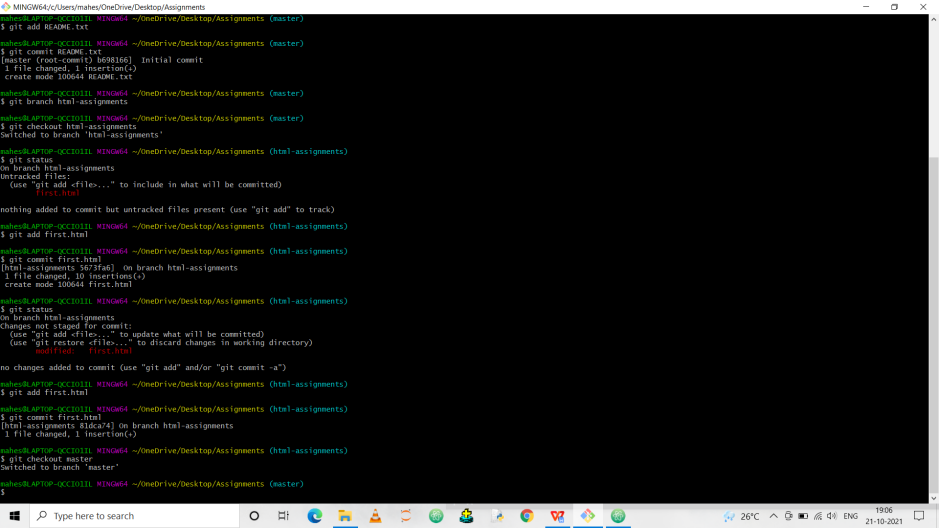 MINGW64:/c/Users/mahes/OneDrive/Desktop/Assignments
mahes@LAPTOP-QCCIO1IL MINGW64 ~/OneDrive/Desktop/Assignments (master)
$ git add README.txt
mahes@LAPTOP-QCCIO1IL MINGW64 ~/OneDrive/Desktop/Assignments (master)
$ git commit README.txt
[master (root-commit) b698166]  Initial commit
 1 file changed, 1 insertion(+)
 create mode 100644 README.txt
mahes@LAPTOP-QCCIO1IL MINGW64 ~/OneDrive/Desktop/Assignments (master)
$ git branch html-assignments
mahes@LAPTOP-QCCIO1IL MINGW64 ~/OneDrive/Desktop/Assignments (master)
$ git checkout html-assignments
Switched to branch 'html-assignments'
mahes@LAPTOP-QCCIO1IL MINGW64 ~/OneDrive/Desktop/Assignments (html-assignments)
$ git status
On branch html-assignments
Untracked files:
  (use "git add <file>..." to include in what will be committed)
        first.html
nothing added to commit but untracked files present (use "git add" to track)
mahes@LAPTOP-QCCIO1IL MINGW64 ~/OneDrive/Desktop/Assignments (html-assignments)
$ git add first.html
mahes@LAPTOP-QCCIO1IL MINGW64 ~/OneDrive/Desktop/Assignments (html-assignments)
$ git commit first.html
[html-assignments 5673fa6]  On branch html-assignments
 1 file changed, 10 insertions(+)
 create mode 100644 first.html
mahes@LAPTOP-QCCIO1IL MINGW64 ~/OneDrive/Desktop/Assignments (html-assignments)
$ git status
On branch html-assignments
Changes not staged for commit:
  (use "git add <file>..." to update what will be committed)
  (use "git restore <file>..." to discard changes in working directory)
        modified:   first.html
no changes added to commit (use "git add" and/or "git commit -a")
mahes@LAPTOP-QCCIO1IL MINGW64 ~/OneDrive/Desktop/Assignments (html-assignments)
$ git add first.html
mahes@LAPTOP-QCCIO1IL MINGW64 ~/OneDrive/Desktop/Assignments (html-assignments)
$ git commit first.html
[html-assignments 81dca74] On branch html-assignments
 1 file changed, 1 insertion(+)
mahes@LAPTOP-QCCIO1IL MINGW64 ~/OneDrive/Desktop/Assignments (html-assignments)
$ git checkout master
Switched to branch 'master'
mahes@LAPTOP-QCCIO1IL MINGW64 ~/OneDrive/Desktop/Assignments (master)
$
Type here to search
26°C
ENG
19:06
21-10-2021